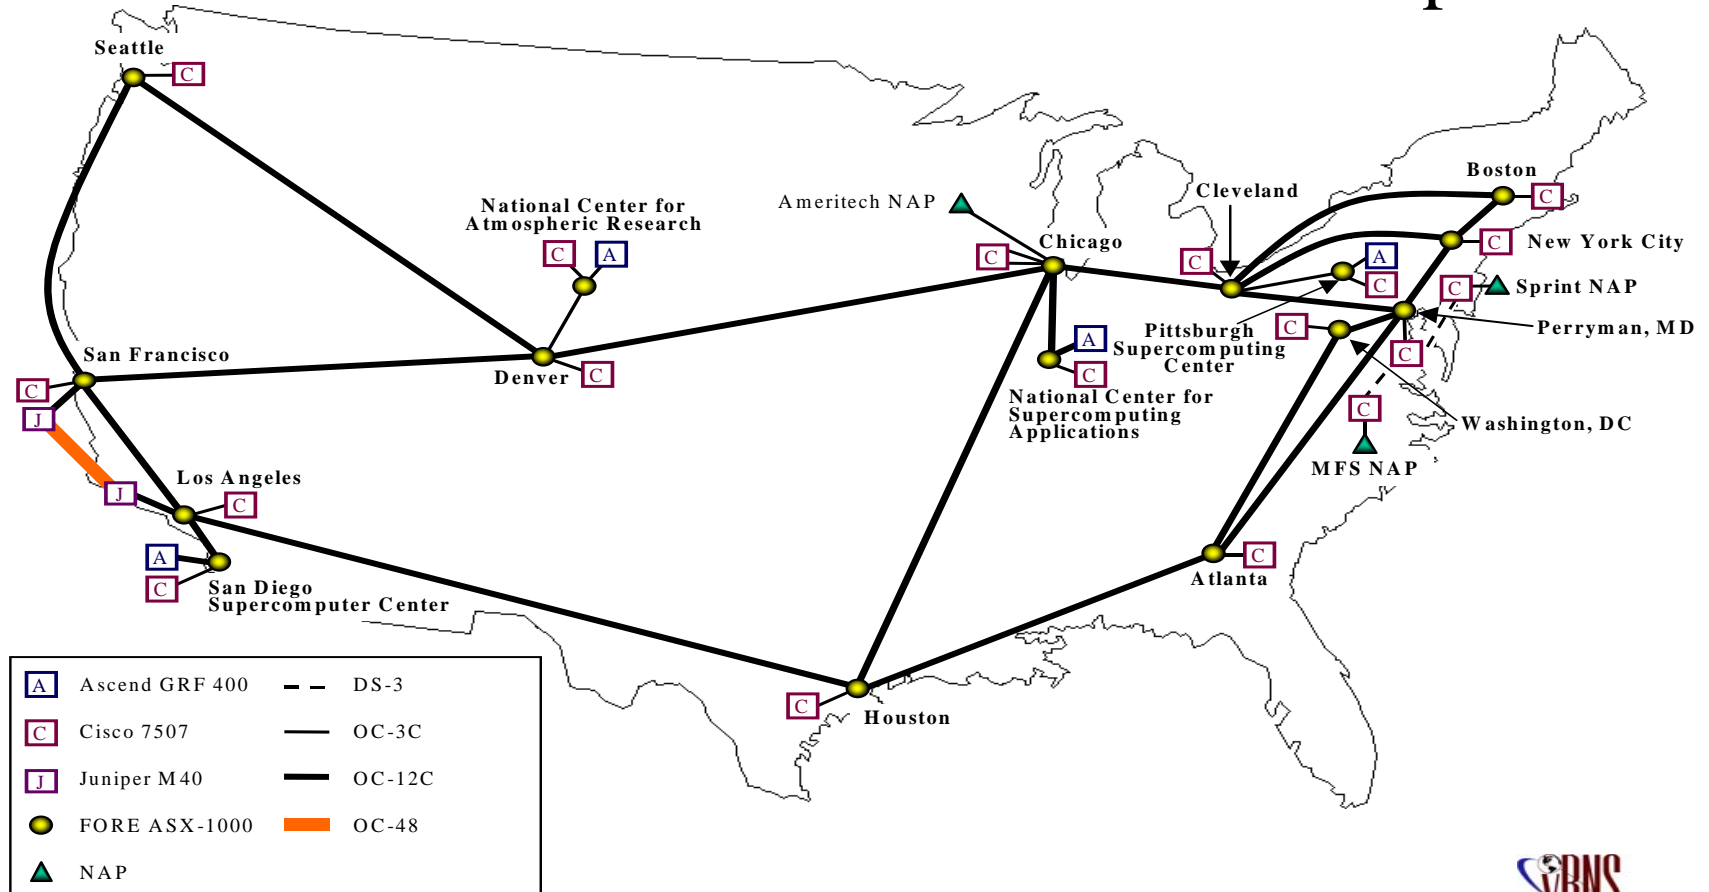 p
Seattle
C
Boston
C
Cleveland
National Center for
Atmospheric Research
Ameritech NAP
Chicago
New York City
C
C
A
C
C
A
C
C
Sprint NAP
Perryman, MD
Pittsburgh
Supercomputing
Center
C
C
A
C
San Francisco
C
J
Denver
C
National Center for
Supercomputing
Applications
C
Washington, DC
MFS NAP
Los Angeles
J
C
A
C
San Diego
Supercomputer Center
Atlanta
C
C
Houston
A Ascend GRF 400
DS-3
C Cisco 7507
OC-3C
J Juniper M40
OC-12C
FORE ASX-1000
OC-48
NAP
vBNS